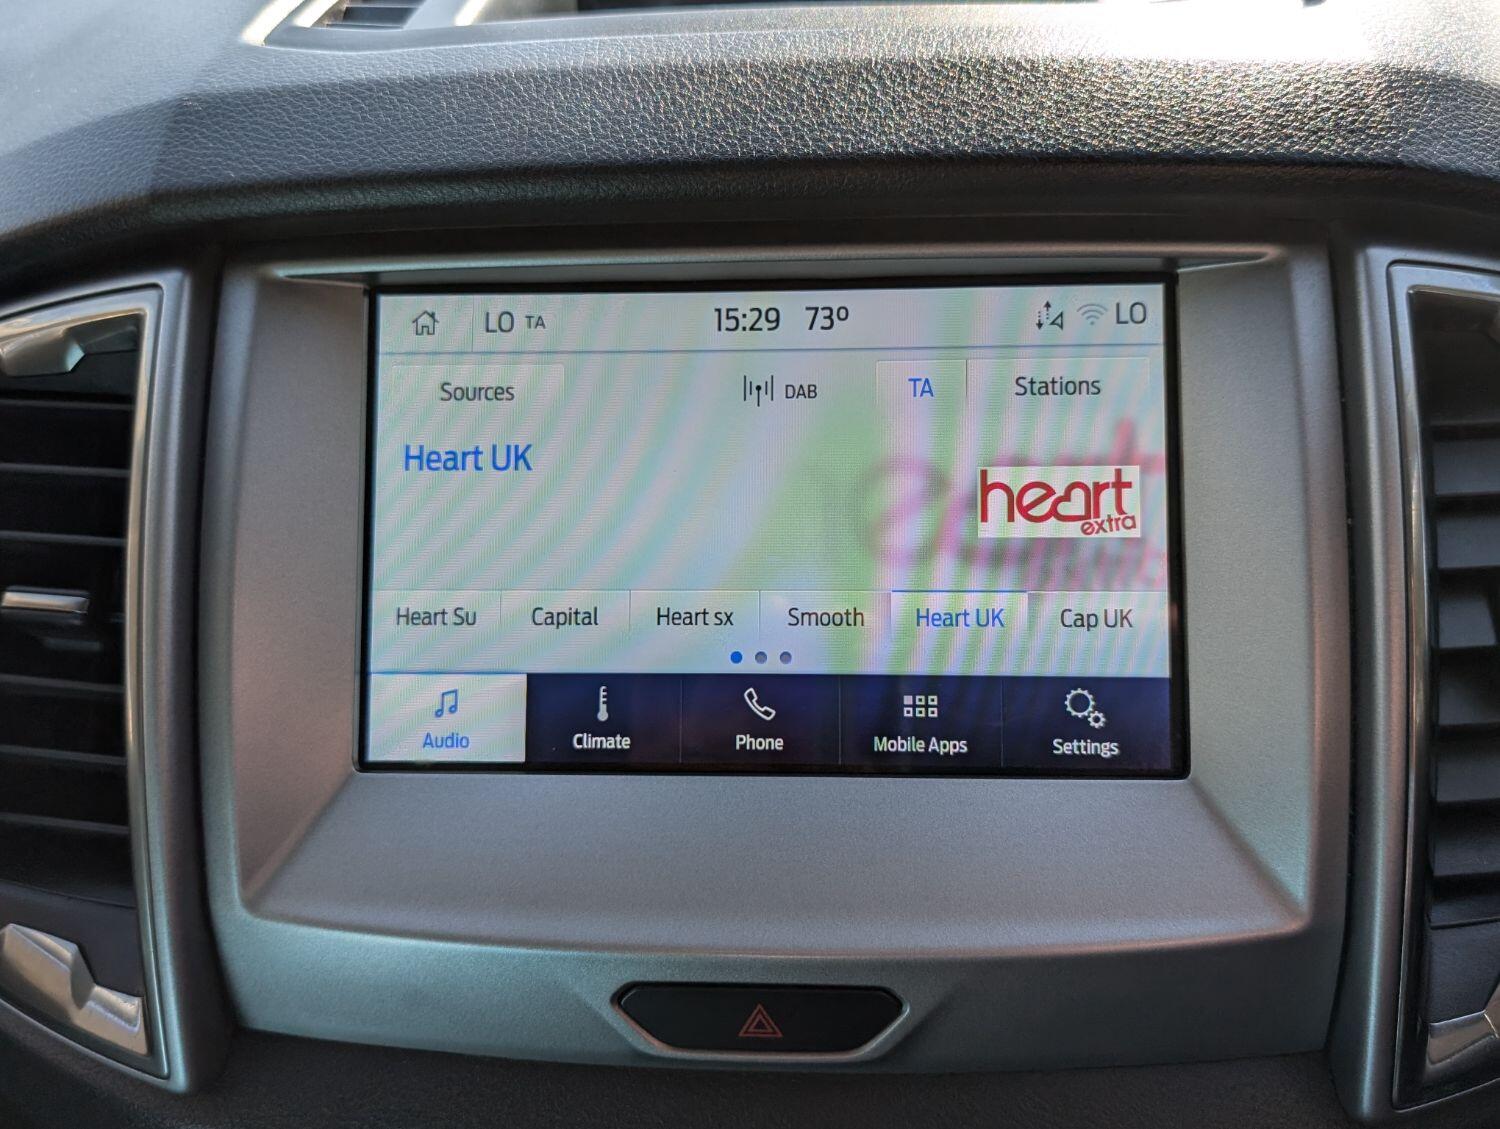 LO TA 15:29 73º LO
Sources DAB TA Stations
Heart UK
heart
extra
Heart Su Capital Heart sx Smooth Heart UK Cap UK
Audio Climate Phone Mobile Apps Settings